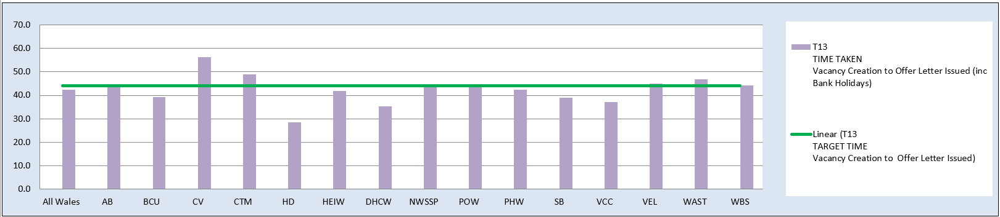 70.0
60.0
50.0
40.0
30.0
20.0
10.0
0.0
All Wales AB BCU CV CTM HD HEIW DHCW NWSSP POW PHW SB VCC VEL WAST WBS
T13
TIME TAKEN
Vacancy Creation to Offer Letter Issued (inc
Bank Holidays)
Linear (T13
TARGET TIME
Vacancy Creation to  Offer Letter Issued)